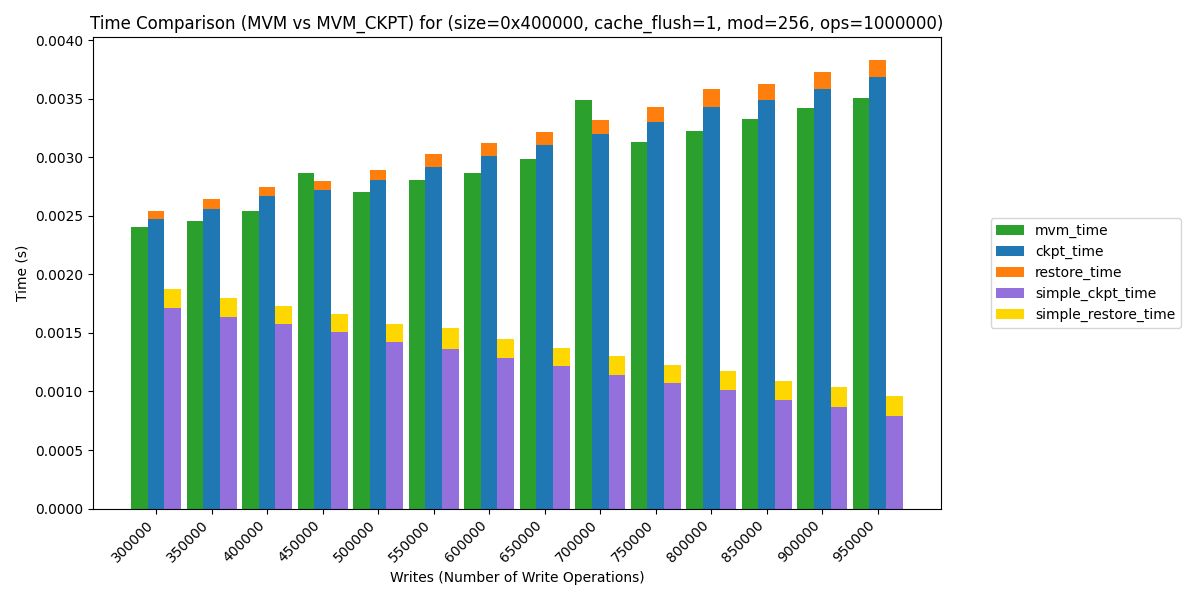 Time Comparison (MVM vs MVM_CKPT) for (size=0x400000, cache_flush=1, mod=256, ops=1000000)
Time (s)
0.0040
0.0035
0.0030
0.0025
0.0020
0.0015
0.0010
0.0005
0.0000
300000
350000
400000
450000
500000
550000
600000
650000
700000
750000
800000
850000
900000
950000
Writes (Number of Write Operations)
mvm_time
ckpt_time
restore_time
simple_ckpt_time
simple_restore_time